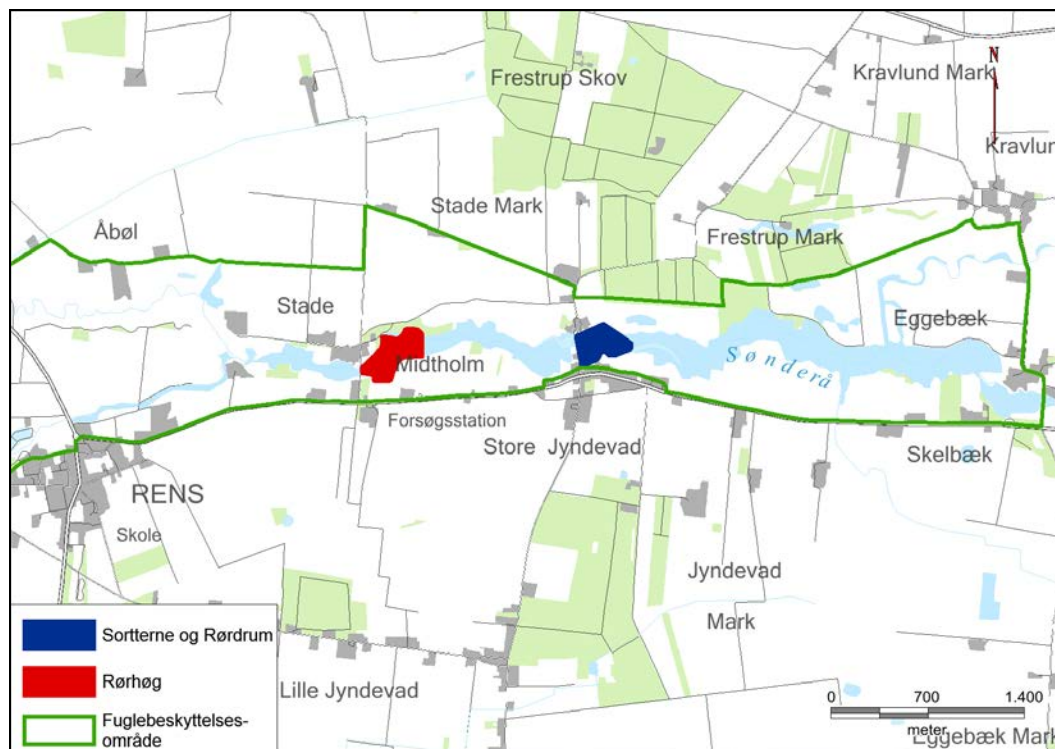 N
Frestrup Skov
Kravlund Mark
Kravlun
Stade Mark
Åbøl
Frestrup Mark
Stade
Eggebæk
Midtholm
Sønderå
Forsøgsstation
Store Jyndevad
Skelbæk
RENS
Skole
Jyndevad
Mark
Sortterne og Rørdrum
Rørhøg
Lille Jyndevad
Fuglebeskyttelses-
område
0 700 1.400
meter
Eggebæk Mark